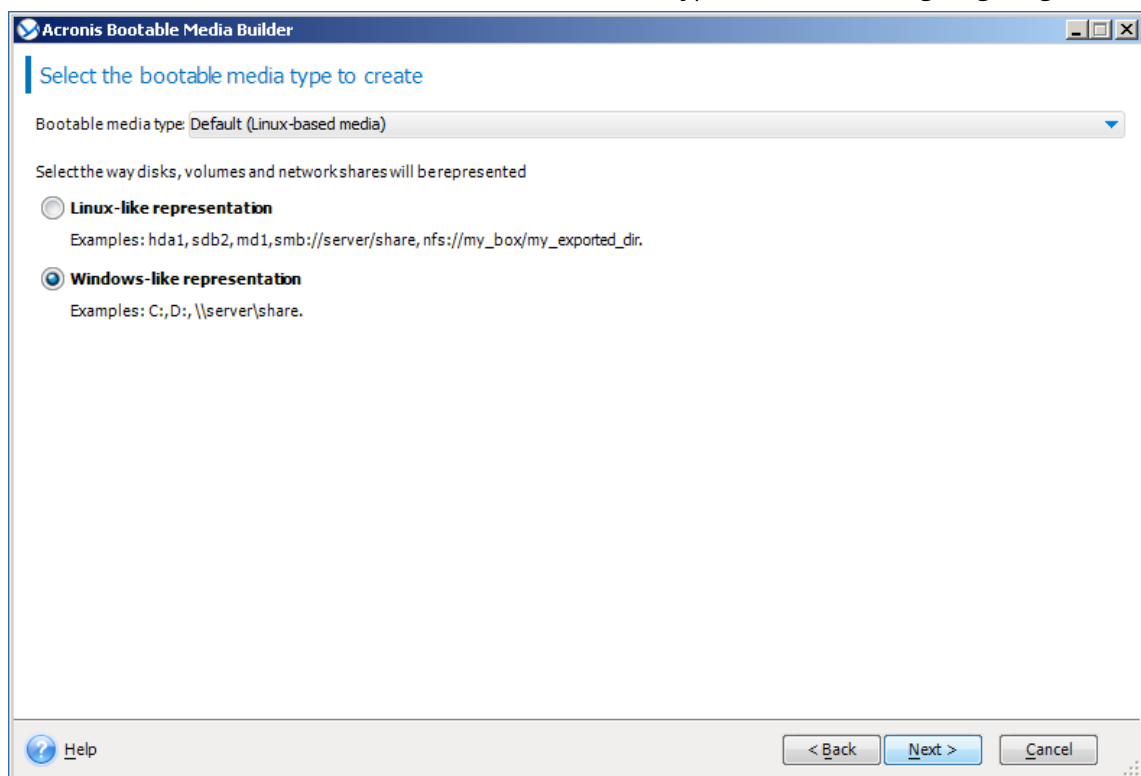 Acronis Bootable Media Builder
Select the bootable media type to create
Bootable media type: Default (Linux-based media)
Select the way disks, volumes and network shares will be represented
Linux-like representation
Examples: hda1, sdb2, md1, smb://server/share, nfs://my_box/my_exported_dir.
Windows-like representation
Examples: C:, D:, \\server\share.
Help
< Back
Next >
Cancel